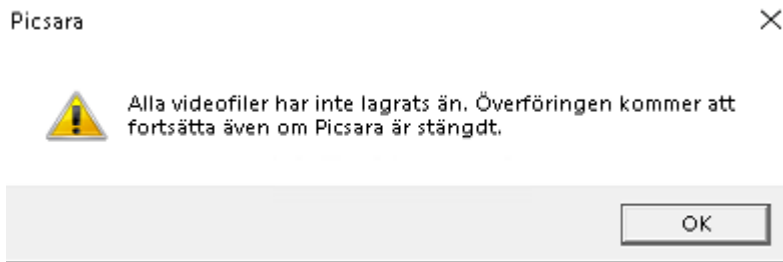 Picsara
Alla videofiler har inte lagrats än. Överföringen kommer att
fortsätta även om Picsara är stängdt.
OK